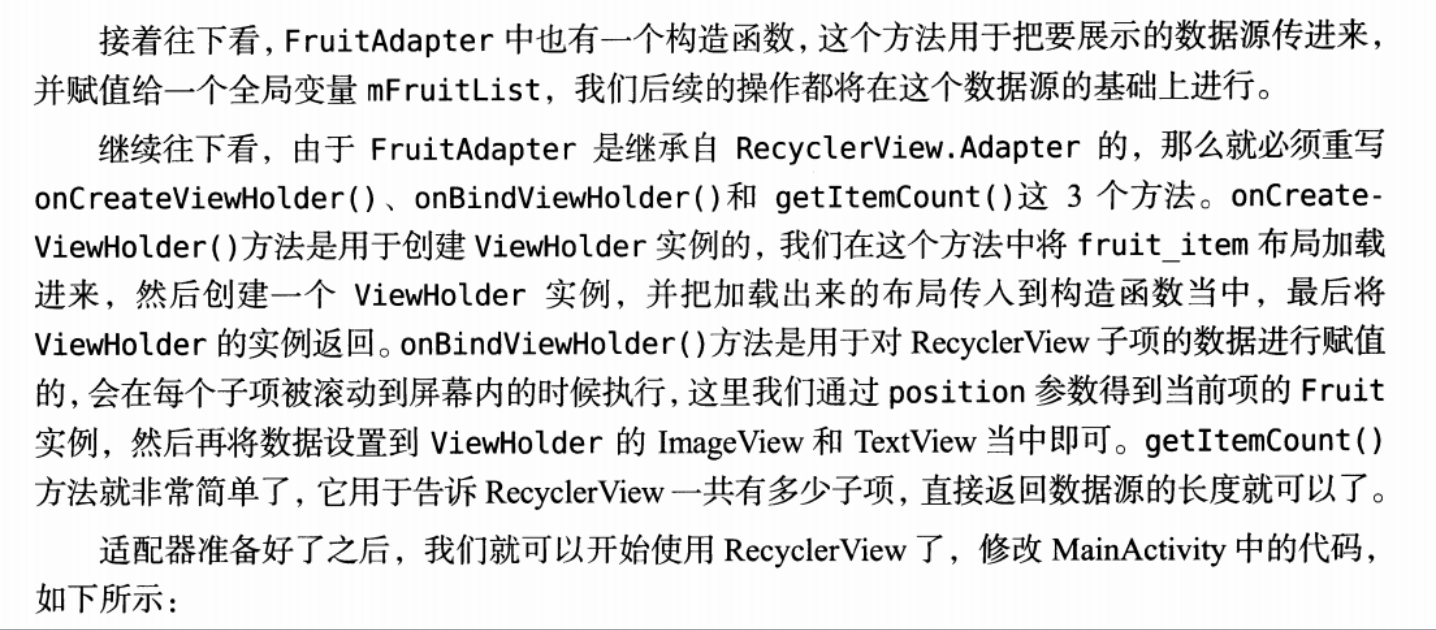 接着往下看，FruitAdapter 中也有一个构造函数，这个方法用于把要展示的数据源传进来，
并赋值给一个全局变量 mFruitList，我们后续的操作都将在这个数据源的基础上进行。
继续往下看，由于 FruitAdapter 是继承自 RecyclerView.Adapter 的，那么就必须重写
onCreateViewHolder()、onBindViewHolder()和 getItemCount()这 3 个方法。onCreate-
ViewHolder()方法是用于创建 ViewHolder 实例的，我们在这个方法中将 fruit_item 布局加载
进来，然后创建一个 ViewHolder 实例，并把加载出来的布局传入到构造函数当中，最后将
ViewHolder 的实例返回。onBindViewHolder()方法是用于对 RecyclerView 子项的数据进行赋值
的，会在每个子项被滚动到屏幕内的时候执行，这里我们通过 position 参数得到当前项的 Fruit
实例，然后再将数据设置到 ViewHolder 的 ImageView 和 TextView 当中即可。getItemCount()
方法就非常简单了，它用于告诉 RecyclerView 一共有多少子项，直接返回数据源的长度就可以了。
适配器准备好了之后，我们就可以开始使用 RecyclerView 了，修改 MainActivity 中的代码，
如下所示：